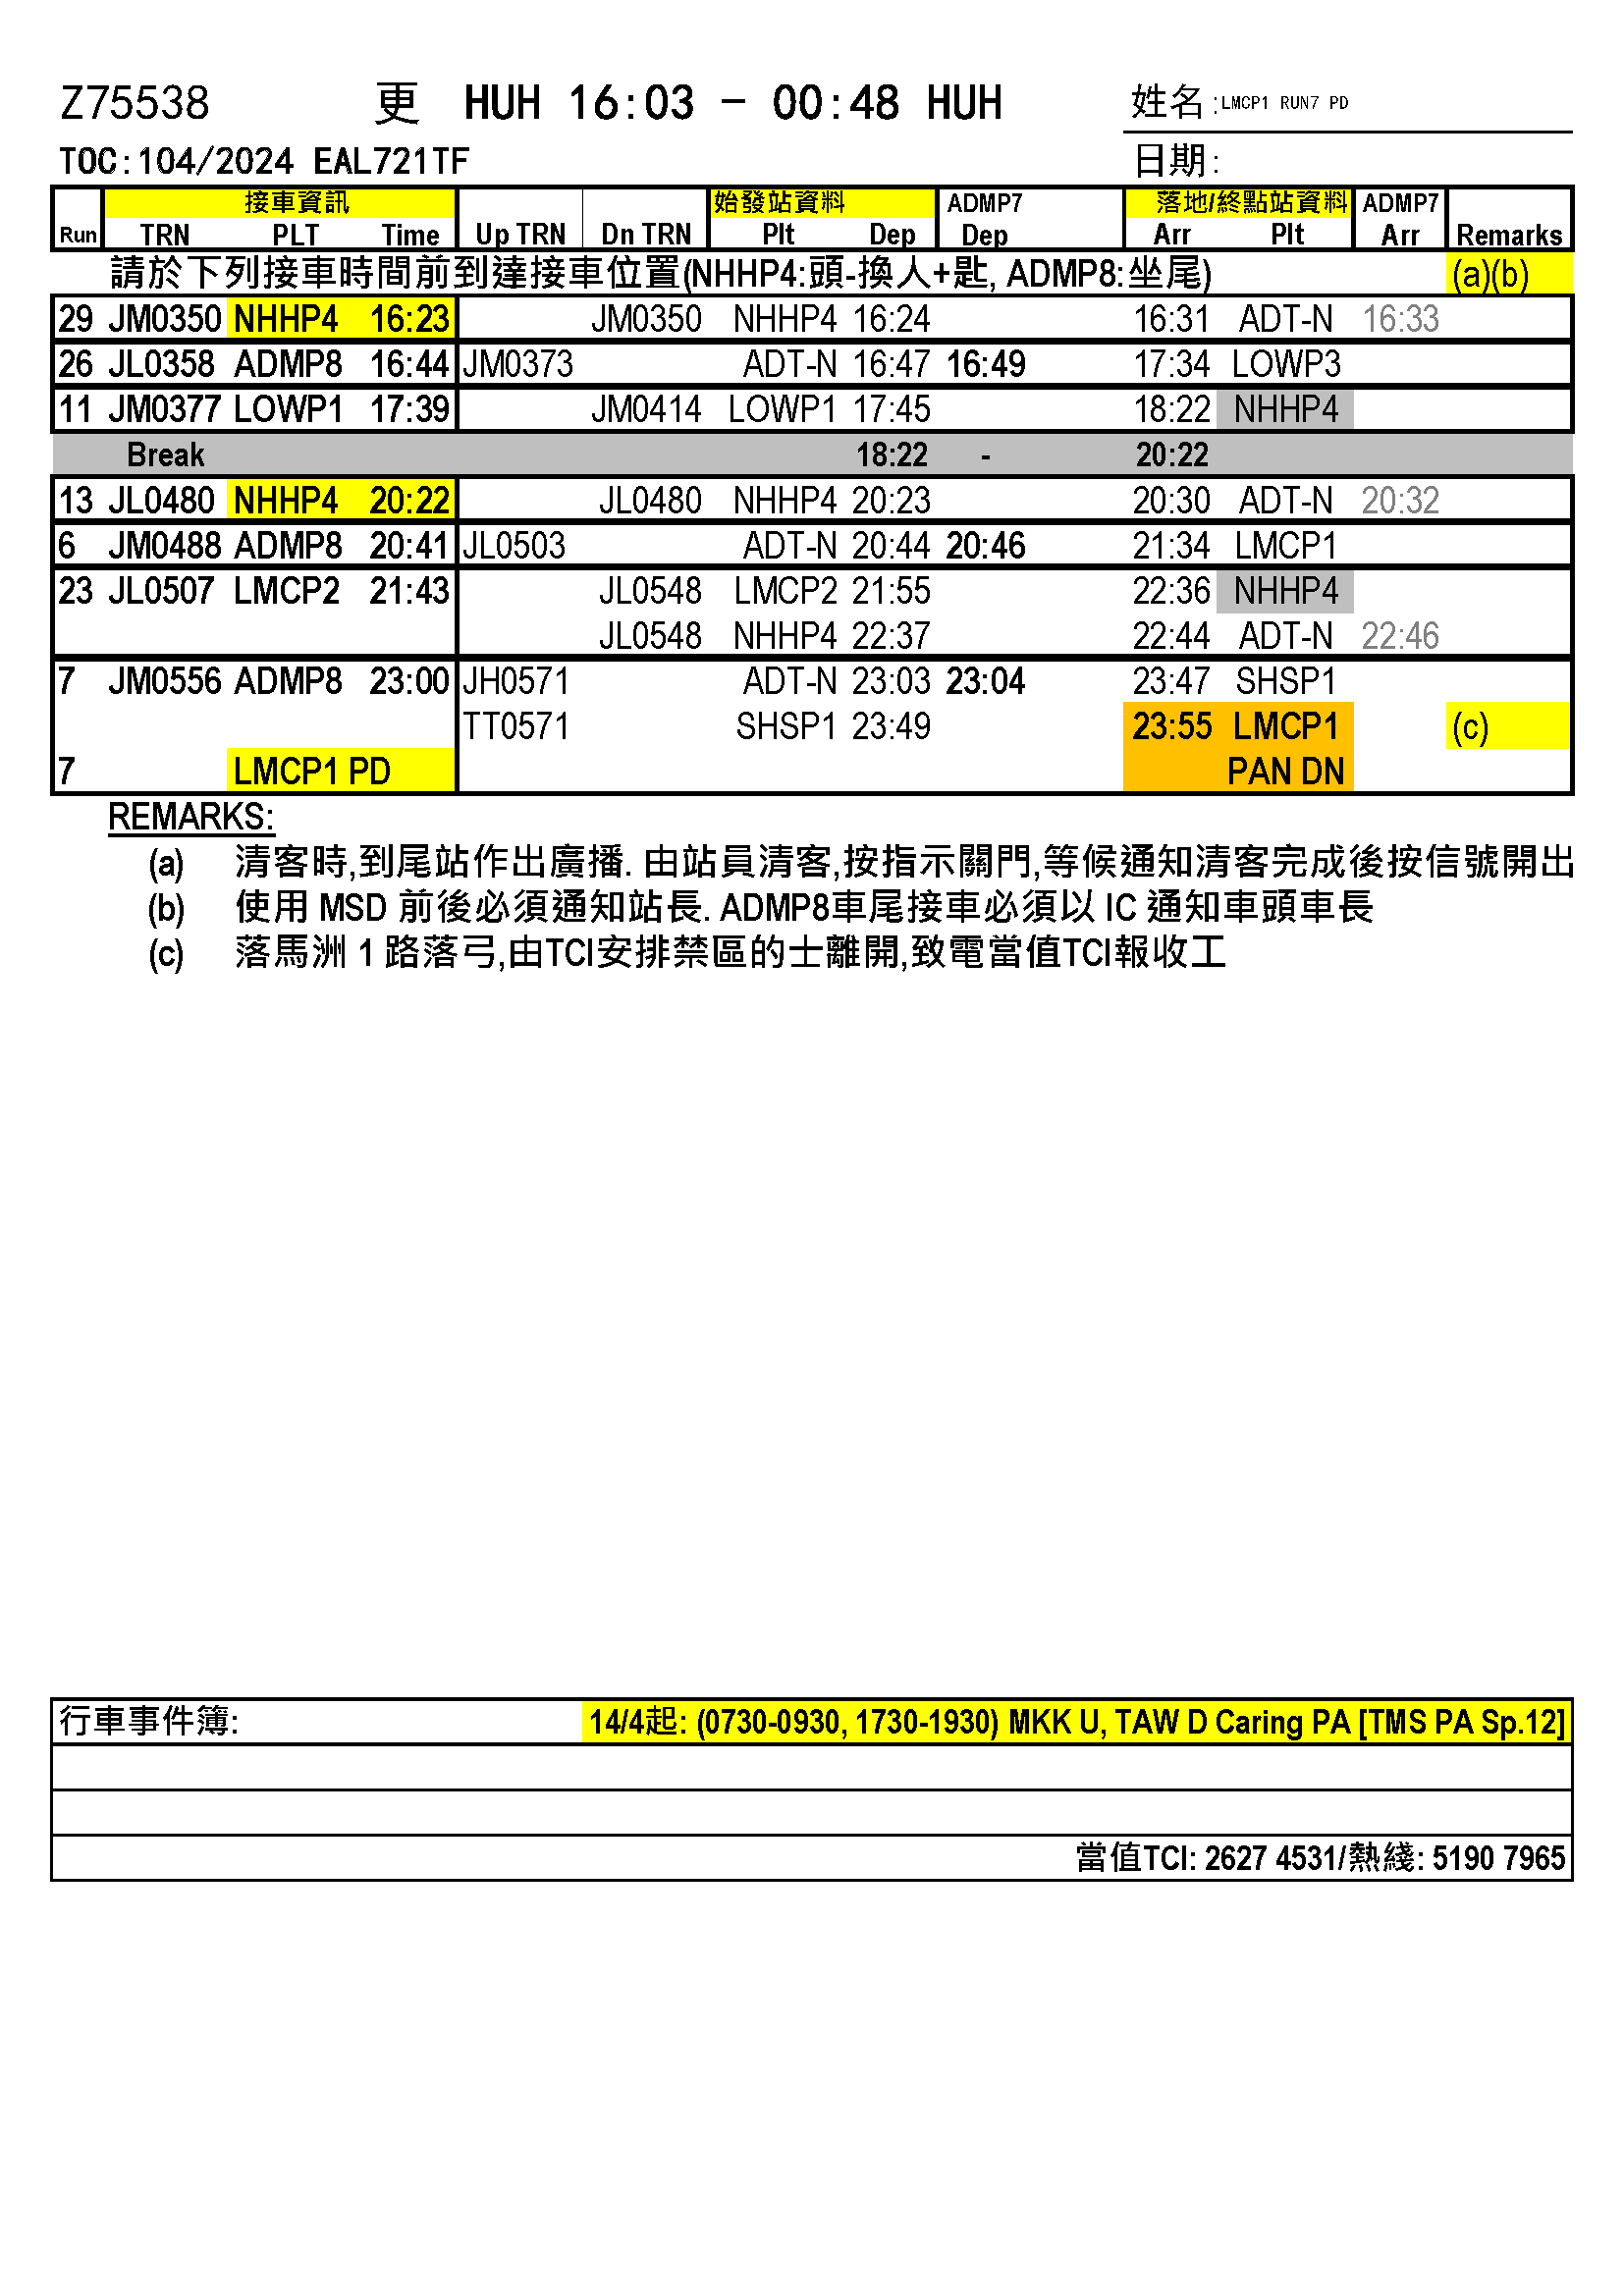 Z75538 更 HUH 16:03 - 00:48 HUH 姓名:LMCP1 RUN7 PD
TOC:104/2024 EAL721TF 日期:
接車資訊 始發站資料 ADMP7 落地/終點站資料 ADMP7
Run TRN PLT Time Up TRN Dn TRN Plt Dep Dep Arr Plt Arr Remarks
請於下列接車時間前到達接車位置(NHHP4:頭-換人+匙, ADMP8:坐尾) (a)(b)
29 JM0350 NHHP4 16:23 JM0350 NHHP4 16:24 16:31 ADT-N 16:33
26 JL0358 ADMP8 16:44 JM0373 ADT-N 16:47 16:49 17:34 LOWP3
11 JM0377 LOWP1 17:39 JM0414 LOWP1 17:45 18:22 NHHP4
Break 18:22 - 20:22
13 JL0480 NHHP4 20:22 JL0480 NHHP4 20:23 20:30 ADT-N 20:32
6 JM0488 ADMP8 20:41 JL0503 ADT-N 20:44 20:46 21:34 LMCP1
23 JL0507 LMCP2 21:43 JL0548 LMCP2 21:55 22:36 NHHP4
JL0548 NHHP4 22:37 22:44 ADT-N 22:46
7 JM0556 ADMP8 23:00 JH0571 ADT-N 23:03 23:04 23:47 SHSP1
TT0571 SHSP1 23:49 23:55 LMCP1 (c)
7 LMCP1 PD PAN DN
REMARKS:
(a) 清客時,到尾站作出廣播. 由站員清客,按指示關門,等候通知清客完成後按信號開出
(b) 使用 MSD 前後必須通知站長. ADMP8車尾接車必須以 IC 通知車頭車長
(c) 落馬洲 1 路落弓,由TCI安排禁區的士離開,致電當值TCI報收工
行車事件簿: 14/4起: (0730-0930, 1730-1930) MKK U, TAW D Caring PA [TMS PA Sp.12]
當值TCI: 2627 4531/熱綫: 5190 7965